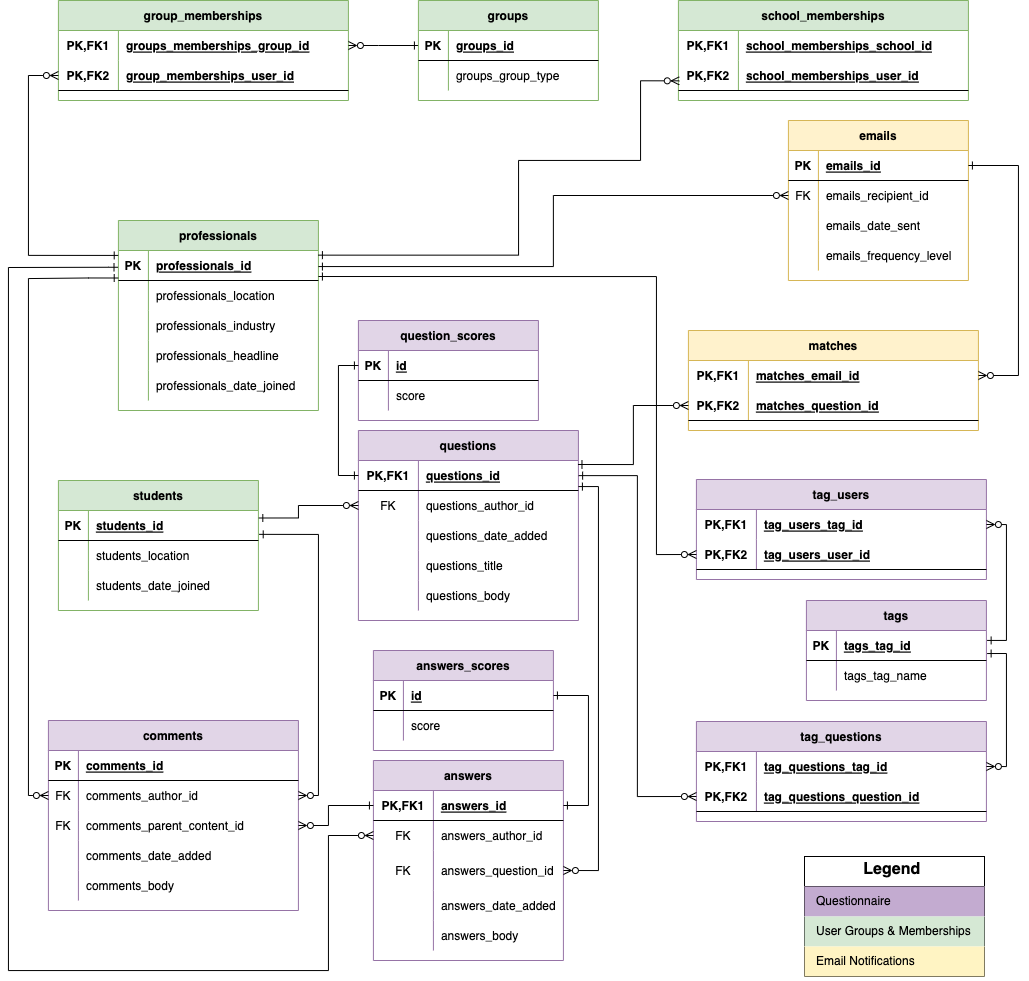 group_memberships
PK,FK1 groups_memberships_group_id
PK,FK2 group_memberships_user_id
groups
PK groups_id
groups_group_type
school_memberships
PK,FK1 school_memberships_school_id
PK,FK2 school_memberships_user_id
emails
PK emails_id
FK emails_recipient_id
emails_date_sent
emails_frequency_level
professionals
PK professionals_id
professionals_location
professionals_industry
professionals_headline
professionals_date_joined
question_scores
PK id
score
matches
PK,FK1 matches_email_id
PK,FK2 matches_question_id
questions
PK,FK1 questions_id
FK questions_author_id
questions_date_added
questions_title
questions_body
students
PK students_id
students_location
students_date_joined
tag_users
PK,FK1 tag_users_tag_id
PK,FK2 tag_users_user_id
tags
PK tags_tag_id
tags_tag_name
answers_scores
PK id
score
comments
PK comments_id
FK comments_author_id
FK comments_parent_content_id
comments_date_added
comments_body
tag_questions
PK,FK1 tag_questions_tag_id
PK,FK2 tag_questions_question_id
answers
PK,FK1 answers_id
FK answers_author_id
FK answers_question_id
answers_date_added
answers_body
Legend
Questionnaire
User Groups & Memberships
Email Notifications